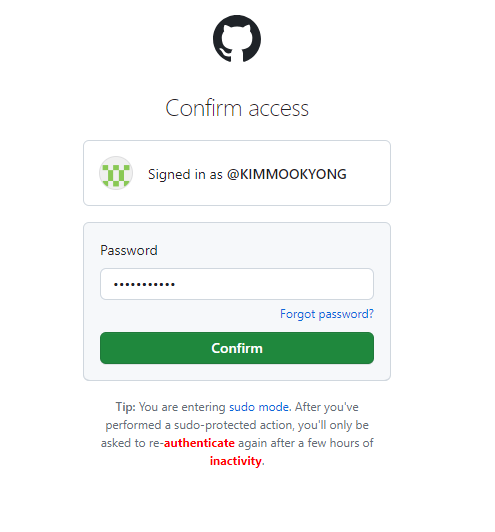 Confirm access
Signed in as @KIMMOOKYONG
Password
•••••••••••
Forgot password?
Confirm
Tip: You are entering sudo mode. After you've
performed a sudo-protected action, you'll only be
asked to re-authenticate again after a few hours of
inactivity.